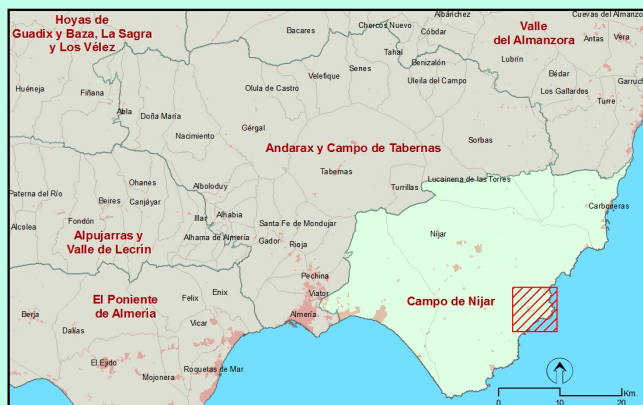 Hoyas de
Guadix y Baza, La Sagra
y Los Vélez
Bacares
Chercos Nuevo
Albánchez
Cóbdar
Cuevas del Almanzo
Valle
del Almanzora
Antas
Vera
Tahal
Benizalón
Lubrín
Senes
Velefique
Uleila del Campo
Bédar
Garruch
Huéneja
Fiñana
Olula de Castro
Los Gallardos
Turre
Abla
Doña María
Nacimiento
Gérgal
Sorbas
Andarax y Campo de Tabernas
Tabernas
Lucainena de las Torres
Turrillas
Paterna del Río
Ohanes
Beires
Canjáyar
Alboloduy
Carboneras
Alcolea
Fondón
Illar
Alhabia
Santa Fe de Mondujar
Níjar
Alpujarras y
Valle de Lecrín
Alhama de Almería
Gador
Rioja
Pechina
Viator
El Poniente
de Almería
Felix
Enix
Campo de Nijar
Berja
Dalías
Vicar
Almería
El Ejido
Mojonera
Roquetas de Mar
Km
0
10
20